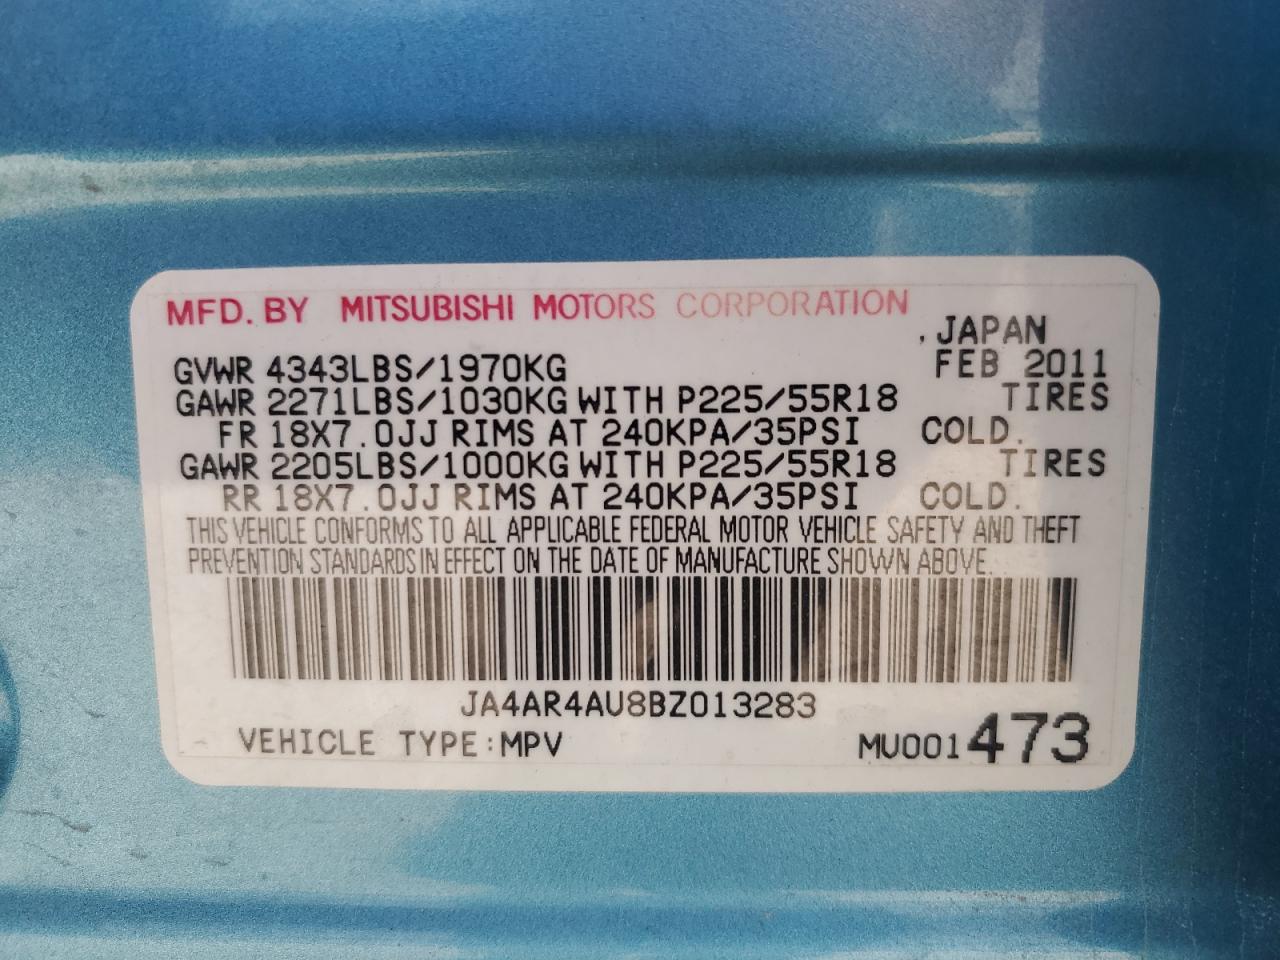 MFD. BY MITSUBISHI MOTORS CORPORATION
, JAPAN
GVWR 4343LBS/1970KG FEB 2011
GAWR 2271LBS/1030KG WITH P225/55R18 TIRES
FR 18X7.0JJ RIMS AT 240KPA/35PSI COLD.
GAWR 2205LBS/1000KG WITH P225/55R18 TIRES
RR 18X7.0JJ RIMS AT 240KPA/35PSI COLD.
THIS VEHICLE CONFORMS TO ALL APPLICABLE FEDERAL MOTOR VEHICLE SAFETY AND THEFT
PREVENTION STANDARDS IN EFFECT ON THE DATE OF MANUFACTURE SHOWN ABOVE.
JA4AR4AU8BZ013283
VEHICLE TYPE:MPV MU001473